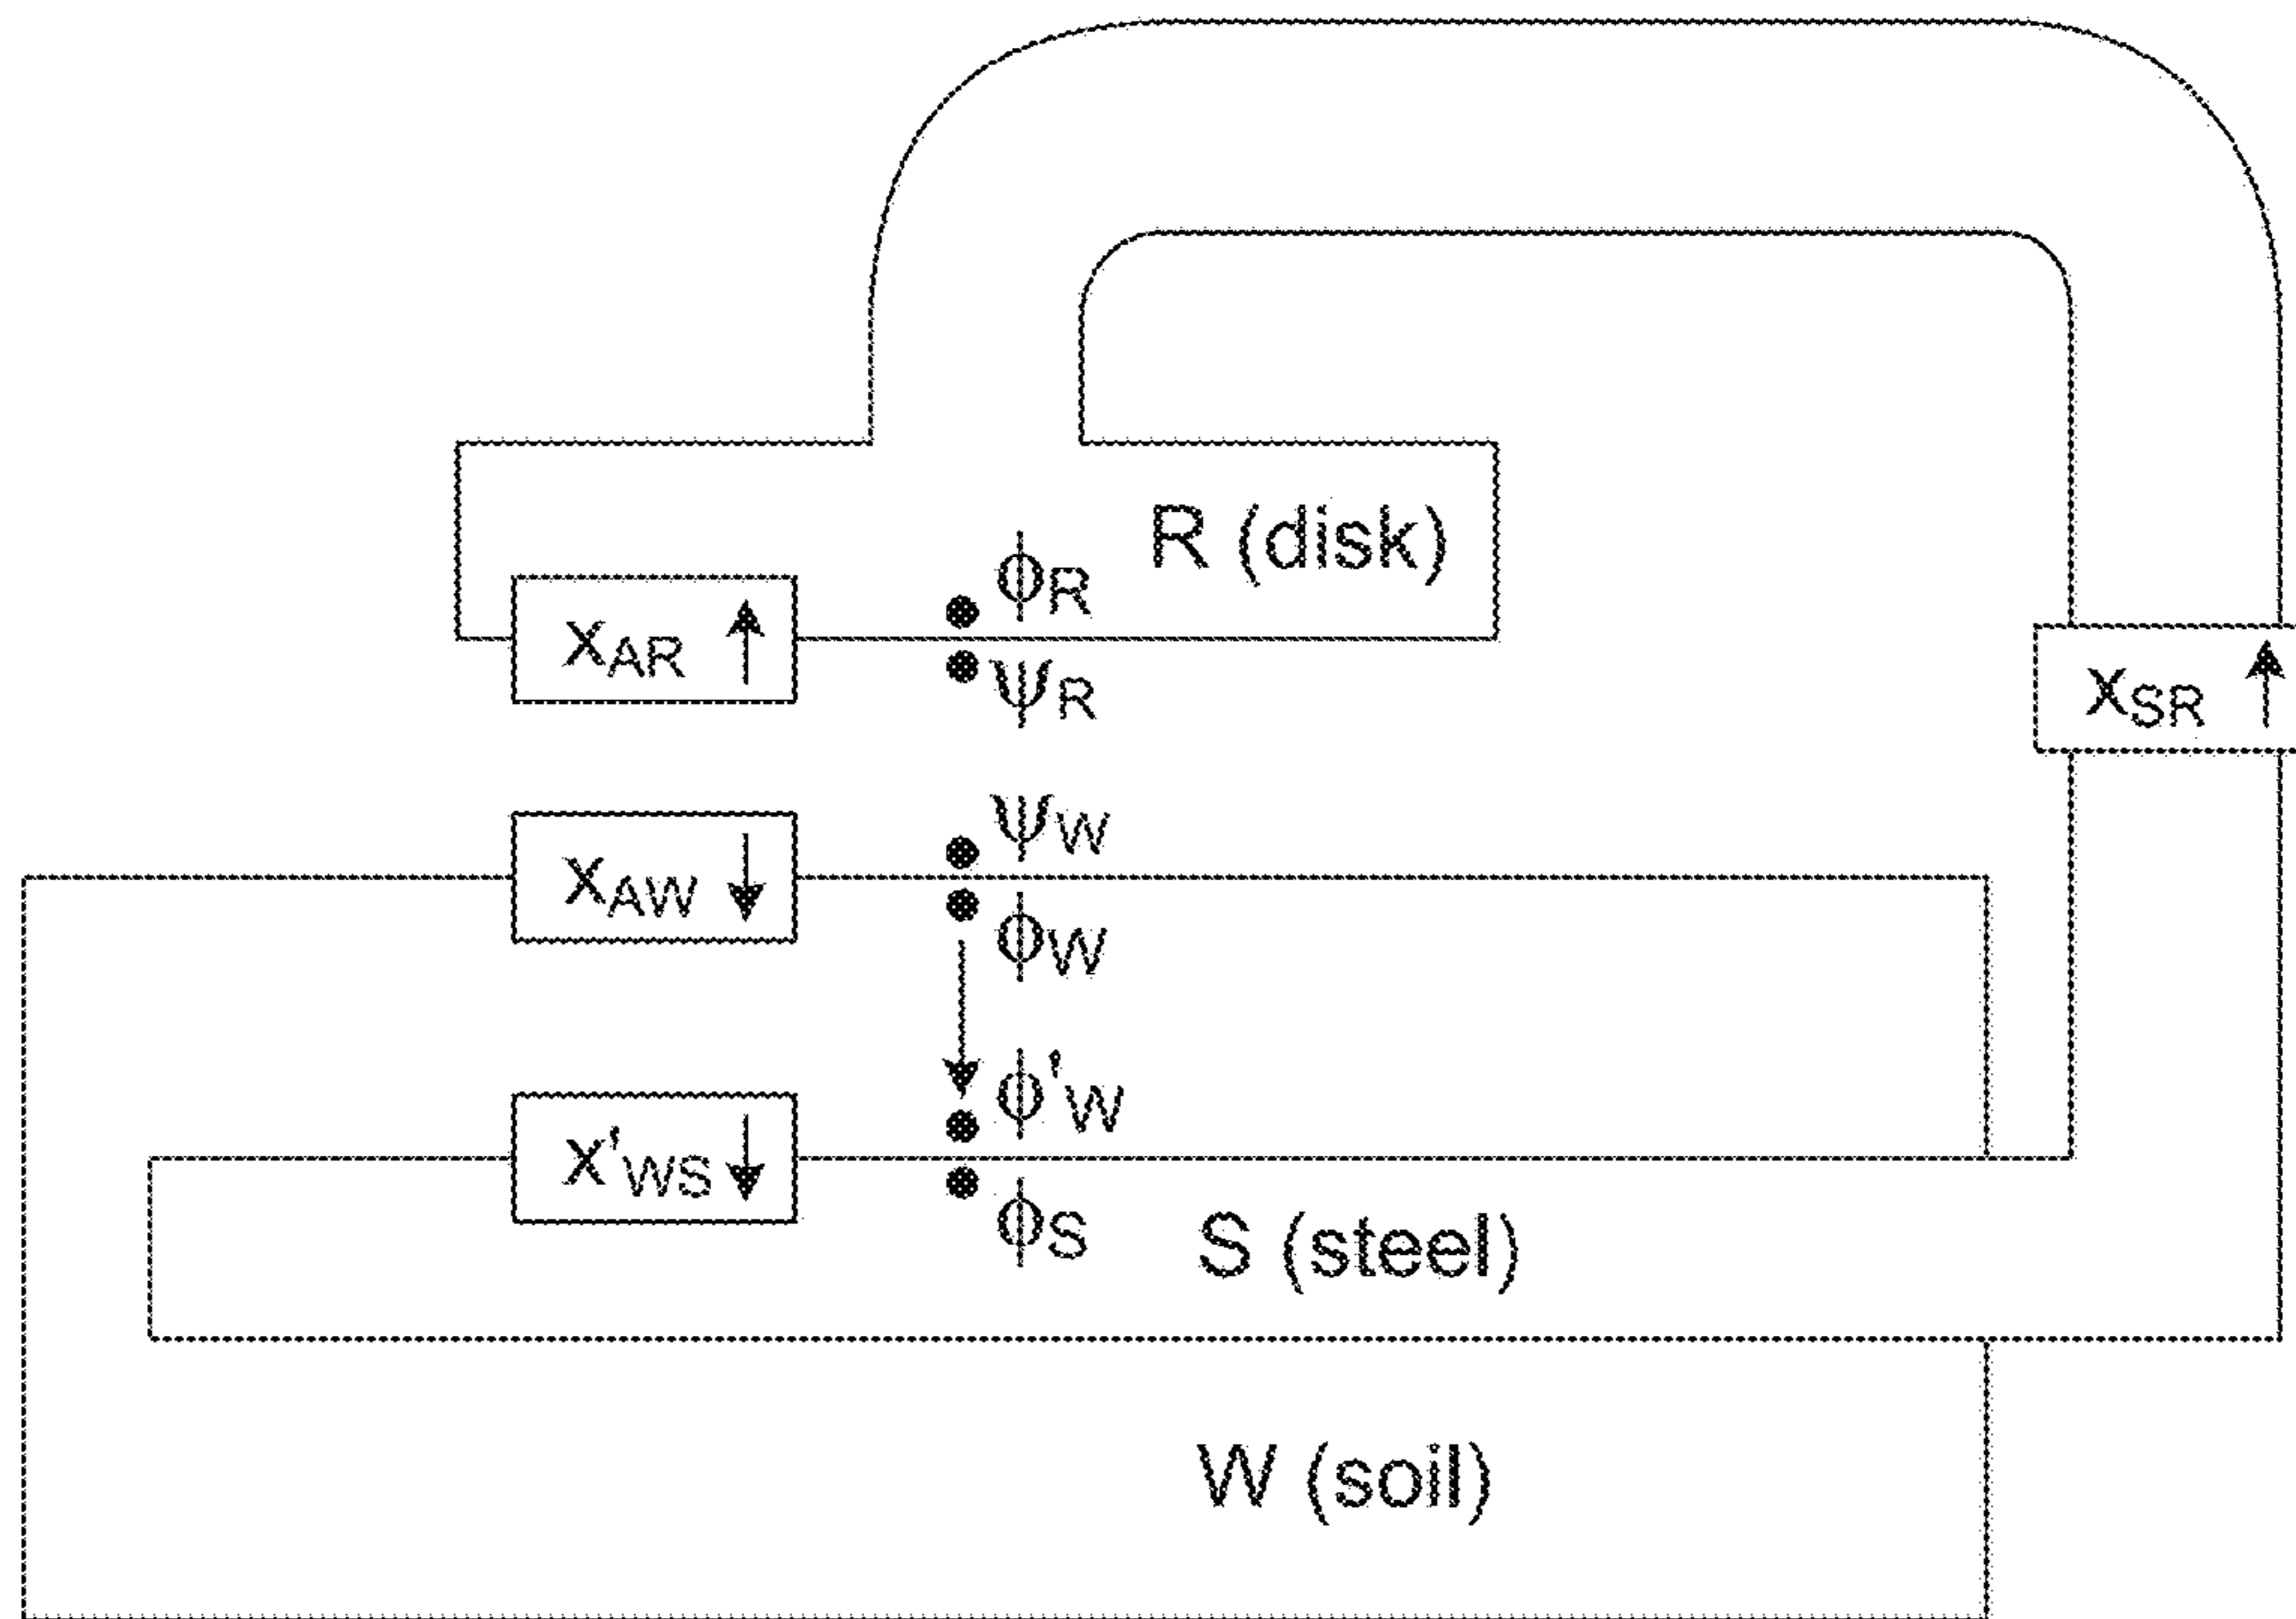 R (disk)
ϕR
xAR ↑
ψR
xSR ↑
ψW
xAW ↓
ϕW
ϕ'W
x'WS ↓
ϕS
S (steel)
W (soil)